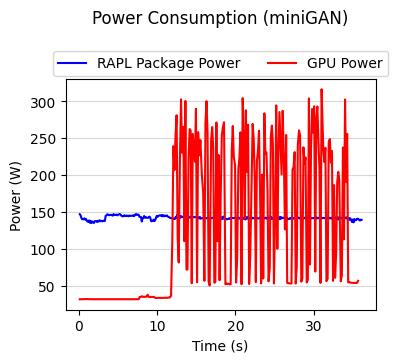 Power Consumption (miniGAN)
RAPL Package Power GPU Power
300
250
200
150
100
50
Power (W)
0 10 20 30
Time (s)